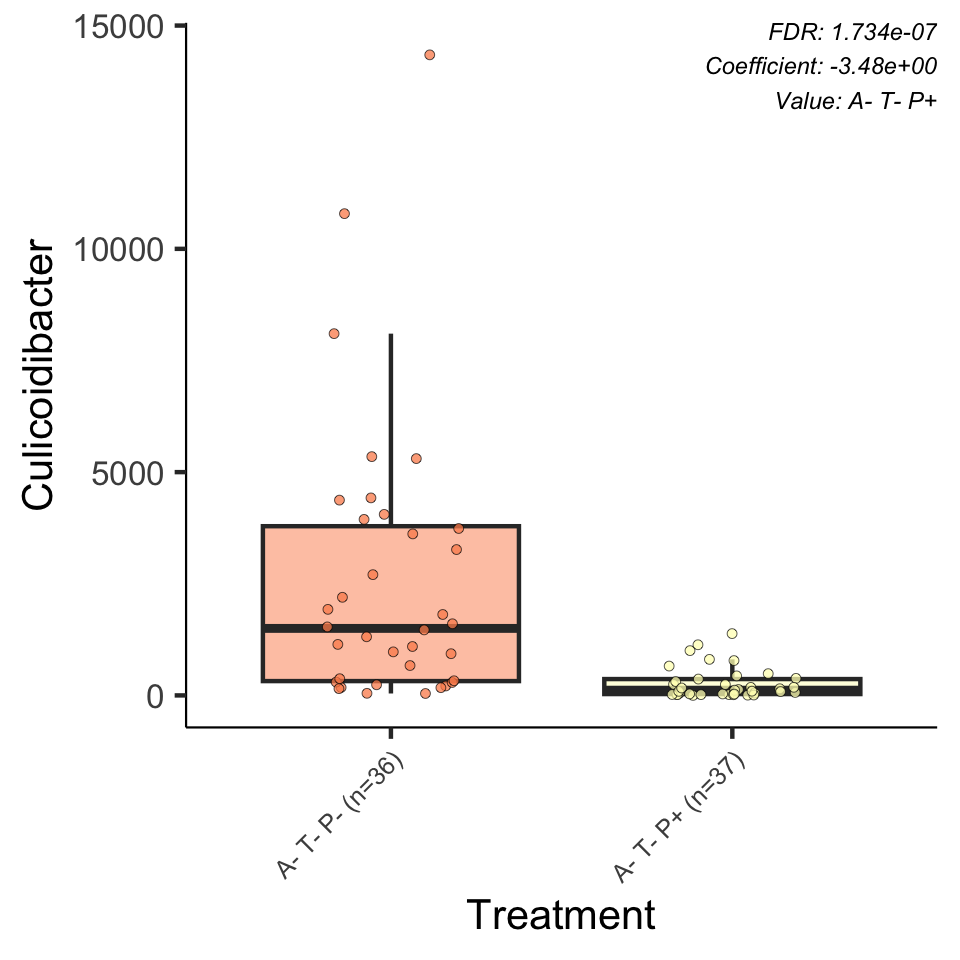 FDR: 1.734e-07
Coefficient: -3.48e+00
Value: A- T- P+
Culicoidibacter
15000
10000
5000
0
A- T- P- (n=36)
A- T- P+ (n=37)
Treatment